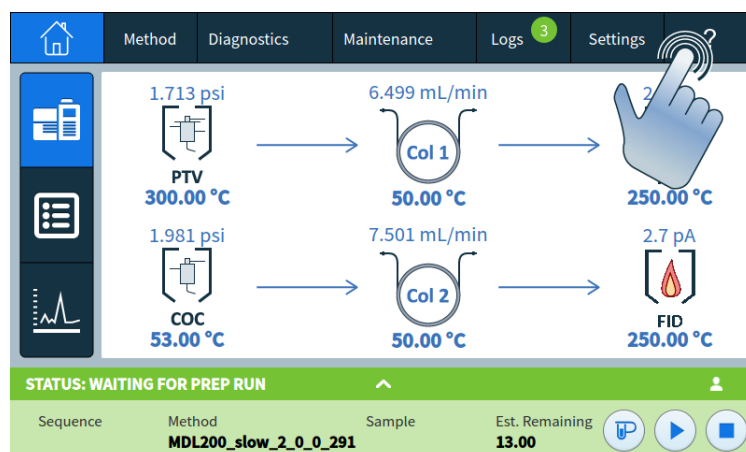 Method Diagnostics Maintenance Logs 3 Settings ?
1.713 psi 6.499 mL/min 2
Col 1
PTV
300.00 °C 50.00 °C 250.00 °C
1.981 psi 7.501 mL/min 2.7 pA
Col 2
COC FID
53.00 °C 50.00 °C 250.00 °C
STATUS: WAITING FOR PREP RUN
Sequence Method Sample Est. Remaining
MDL200_slow_2_0_0_291 13.00
P